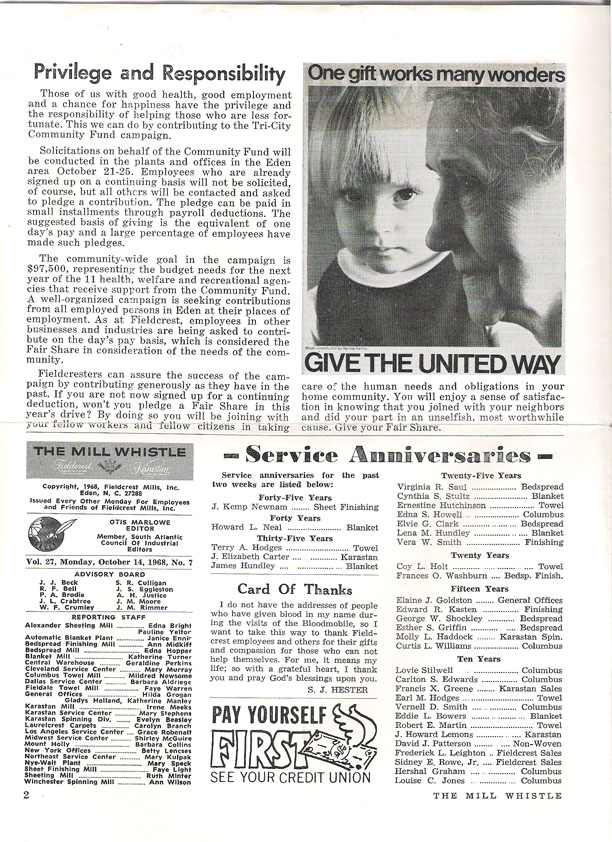 Privilege and Responsibility
Those of us with good health, good employment
and a chance for happiness have the privilege and
the responsibility of helping those who are less for-
tunate. This we can do by contributing to the Tri-City
Community Fund campaign.
Solicitations on behalf of the Community Fund will
be conducted in the plants and offices in the Eden
area October 21-25. Employees who are already
signed up on a continuing basis will not be solicited,
of course, but all others will be contacted and asked
to pledge a contribution. The pledge can be paid in
small installments through payroll deductions. The
suggested basis of giving is the equivalent of one
day's pay and a large percentage of employees have
made such pledges.
The community-wide goal in the campaign is
$97,500, representing the budget needs for the next
year of the 11 health, welfare and recreational agen-
cies that receive support from the Community Fund.
A well-organized campaign is seeking contributions
from all employed persons in Eden at their places of
employment. As at Fieldcrest, employees in other
businesses and industries are being asked to contri-
bute on the day's pay basis, which is considered the
Fair Share in consideration of the needs of the com-
munity.
Fieldcresters can assure the success of the cam-
paign by contributing generously as they have in the
past. If you are not now signed up for a continuing
deduction, won't you pledge a Fair Share in this
year's drive? By doing so you will be joining with
your fellow workers and fellow citizens in taking
One gift works many wonders
GIVE THE UNITED WAY
care of the human needs and obligations in your
home community. You will enjoy a sense of satisfac-
tion in knowing that you joined with your neighbors
and did your part in an unselfish, most worthwhile
cause. Give your Fair Share.
THE MILL WHISTLE
Fieldcrest Karastan
Copyright, 1968, Fieldcrest Mills, Inc.
Eden, N. C. 27288
Issued Every Other Monday For Employees
and Friends of Fieldcrest Mills, Inc.
OTIS MARLOWE
EDITOR
Member, South Atlantic
Council Of Industrial
Editors
Vol. 27, Monday, October 14, 1968, No. 7
ADVISORY BOARD
J. J. Beck S. R. Culligan
R. F. Bell J. S. Eggleston
P. A. Brodie A. H. Justice
J. L. Crabtree J. M. Moore
W. F. Crumley J. M. Rimmer
REPORTING STAFF
Alexander Sheeting Mill Edna Bright
Pauline Yeltor
Automatic Blanket Plant Janice Ennir
Bedspread Finishing Mill Ann Midkiff
Bedspread Mill Edna Hopper
Blanket Mill Katherine Turner
Central Warehouse Geraldine Perkins
Cleveland Service Center Mary Murray
Columbus Towel Mill Mildred Newsome
Dallas Service Center Barbara Aldriege
Fieldale Towel Mill Faye Warren
General Offices Hilda Grogan
Gladys Holland, Katherine Manley
Karastan Mill Irene Meeks
Karastan Service Center Mary Stephens
Karastan Spinning Div. Evelyn Beasley
Laurelcrest Carpets Carolyn Branch
Los Angeles Service Center Grace Robenalf
Midwest Service Center Shirley McGuire
Mount Holly Barbara Collins
New York Offices Betty Lencses
Northeast Service Center Mary Kulpak
Nye-Wait Plant Mary Speck
Sheet Finishing Mill Faye Light
Sheeting Mill Ruth Minter
Winchester Spinning Mill Ann Wilson
— Service Anniversaries —
Service anniversaries for the past
two weeks are listed below:
Forty-Five Years
J. Kemp Newnam Sheet Finishing
Forty Years
Howard L. Neal Blanket
Thirty-Five Years
Terry A. Hodges Towel
J. Elizabeth Carter Karastan
James Hundley Blanket
Card Of Thanks
I do not have the addresses of people
who have given blood in my name dur-
ing the visits of the Bloodmobile, so I
want to take this way to thank Field-
crest employees and others for their gifts
and compassion for those who can not
help themselves. For me, it means my
life; so with a grateful heart, I thank
you and pray God's blessings upon you.
S. J. HESTER
PAY YOURSELF
FIRST
SEE YOUR CREDIT UNION
Twenty-Five Years
Virginia R. Saul Bedspread
Cynthia S. Stultz Blanket
Ernestine Hutchinson Towel
Edna S. Howell Columbus
Elvie G. Clark Bedspread
Lena M. Hundley Blanket
Vera W. Smith Finishing
Twenty Years
Coy L. Holt Towel
Frances O. Washburn Bedsp. Finish.
Fifteen Years
Elaine J. Goldston General Offices
Edward R. Kasten Finishing
George W. Shockley Bedspread
Esther S. Griffin Bedspread
Molly L. Haddock Karastan Spin.
Curtis L. Williams Columbus
Ten Years
Lovie Stilwell Columbus
Carlton S. Edwards Columbus
Francis X. Greene Karastan Sales
Earl M. Hodges Towel
Vernell D. Smith Columbus
Eddie L. Bowers Blanket
Robert E. Martin Towel
J. Howard Lemons Karastan
David J. Patterson Non-Woven
Frederick L. Leighton Fieldcrest Sales
Sidney E. Rowe, Jr. Fieldcrest Sales
Hershal Graham Columbus
Louise C. Jones Columbus
2
THE MILL WHISTLE